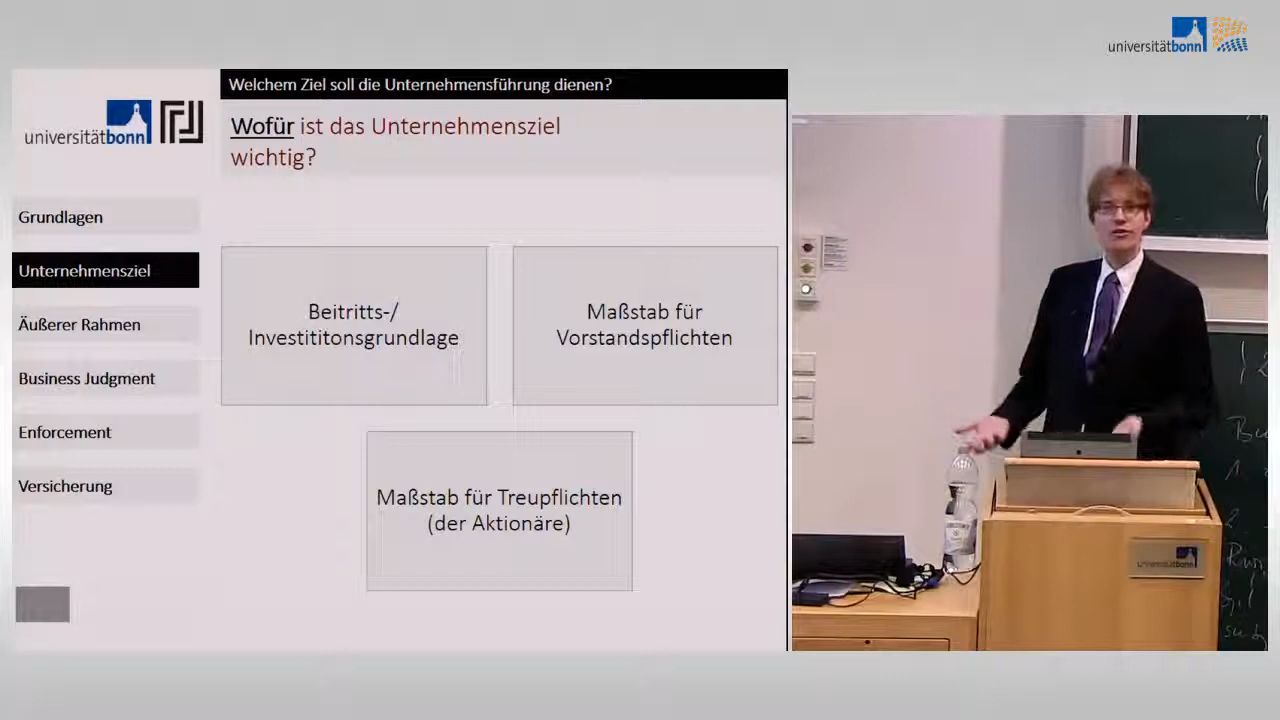 universitätbonn
Welchem Ziel soll die Unternehmensführung dienen?
universitätbonn
Wofür ist das Unternehmensziel
wichtig?
Grundlagen
Unternehmensziel
Äußerer Rahmen
Business Judgment
Enforcement
Versicherung
Beitritts-/
Investititonsgrundlage
Maßstab für
Vorstandspflichten
Maßstab für Treupflichten
(der Aktionäre)
universitätbonn